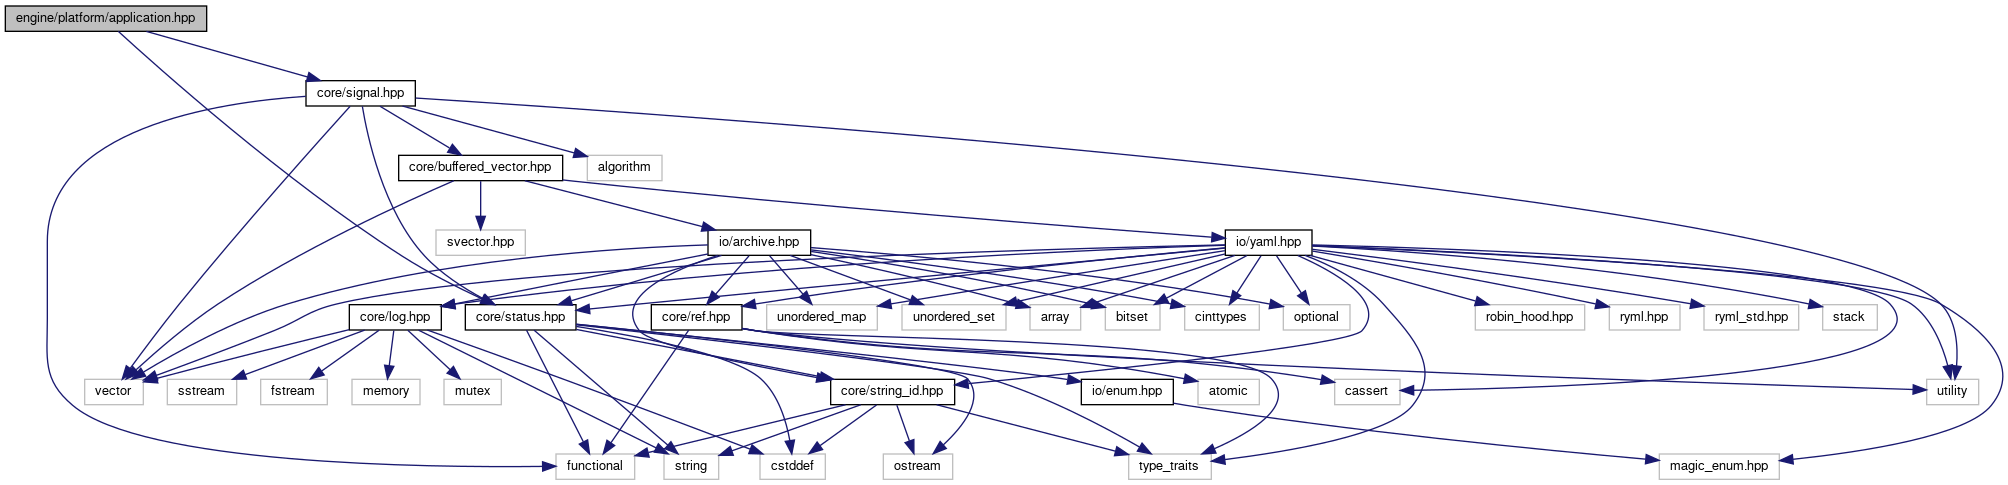 engine/platform/application.hpp
core/signal.hpp
core/buffered_vector.hpp
algorithm
svector.hpp
io/archive.hpp
io/yaml.hpp
core/log.hpp
core/status.hpp
core/ref.hpp
unordered_map
unordered_set
array
bitset
cinttypes
optional
robin_hood.hpp
ryml.hpp
ryml_std.hpp
stack
vector
sstream
fstream
memory
mutex
core/string_id.hpp
io/enum.hpp
atomic
cassert
utility
functional
string
cstddef
ostream
type_traits
magic_enum.hpp